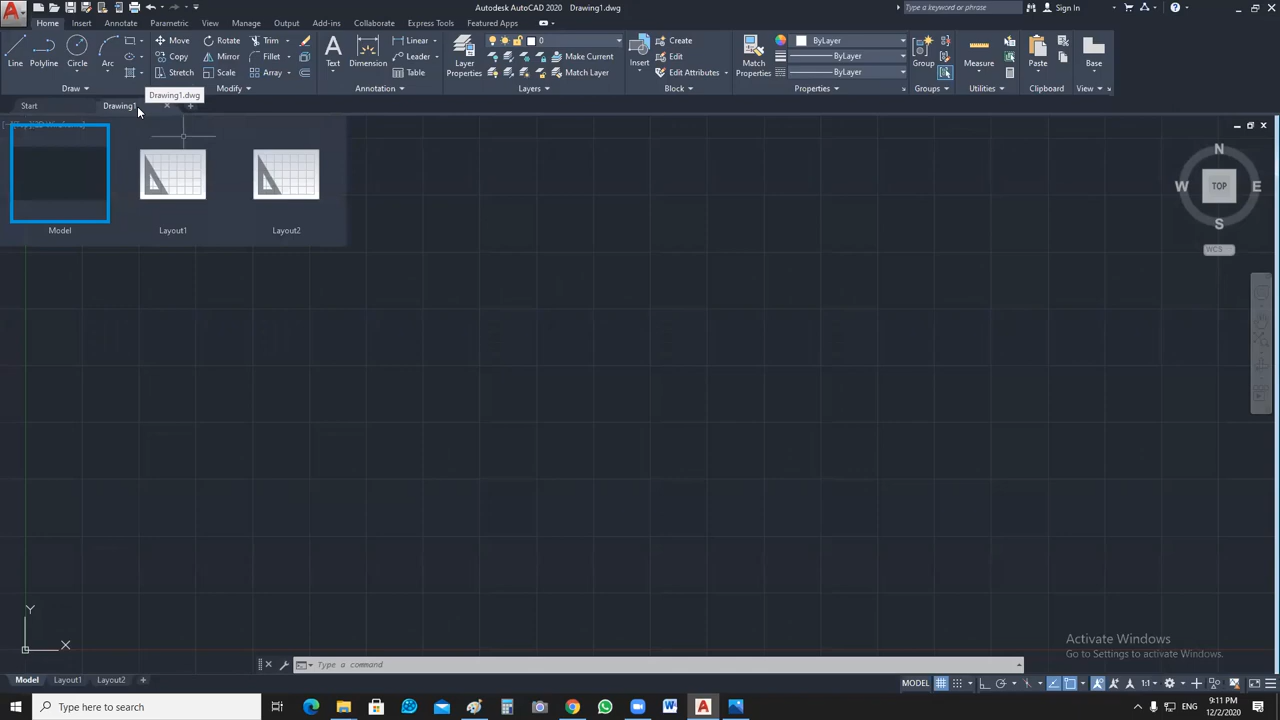 Autodesk AutoCAD 2020 Drawing1.dwg
Type a keyword or phrase
Sign In
Home Insert Annotate Parametric View Manage Output Add-ins Collaborate Express Tools Featured Apps
Line Polyline Circle Arc
Move Rotate Trim
Copy Mirror Fillet
Stretch Scale Array
Text Dimension
Linear
Leader
Table
Layer Properties
0
Make Current
Match Layer
Insert
Create
Edit
Edit Attributes
Match Properties
ByLayer
ByLayer
ByLayer
Group
Measure
Paste
Base
Draw Modify Annotation Layers Block Properties Groups Utilities Clipboard View
Drawing1.dwg
Start Drawing1
Model Layout1 Layout2
N
W TOP E
S
WCS
Y
X
Activate Windows
Go to Settings to activate Windows.
Type a command
Model Layout1 Layout2
MODEL
1:1
Type here to search
ENG
9:11 PM
12/2/2020